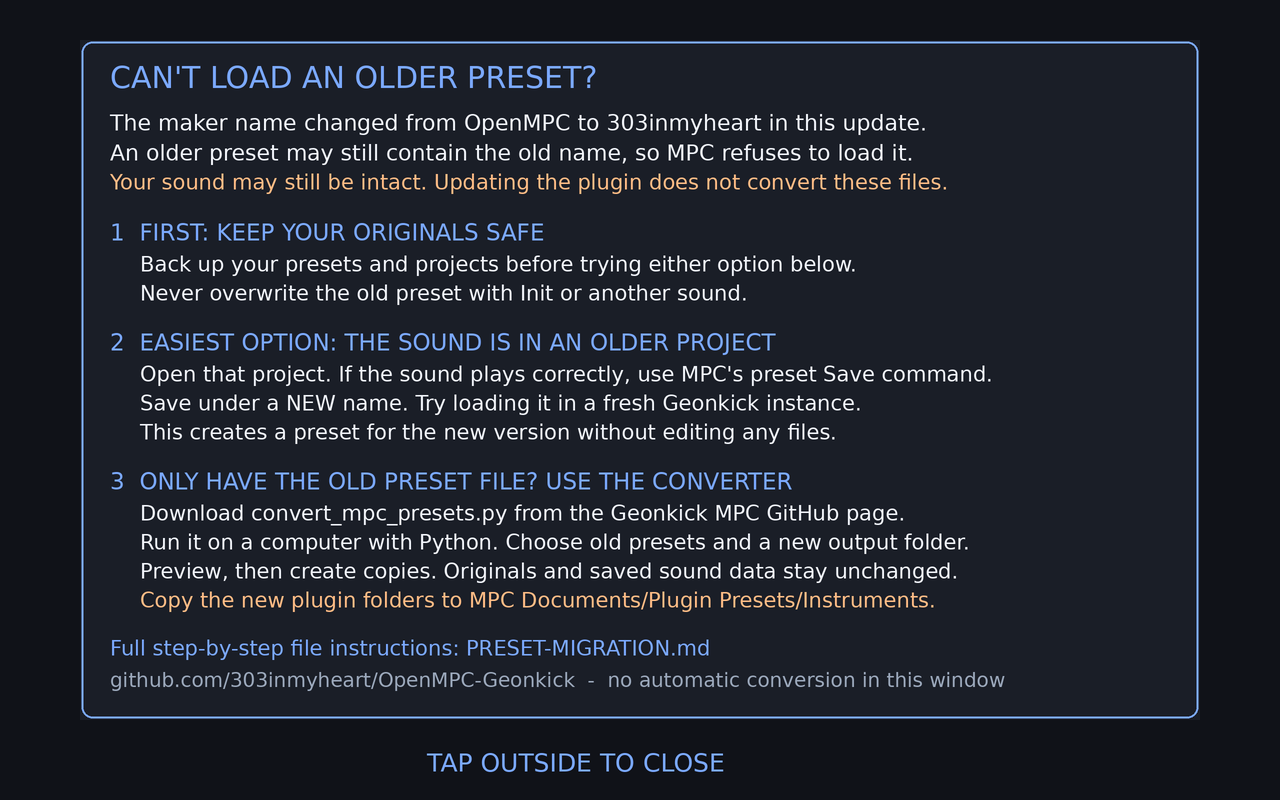 CAN'T LOAD AN OLDER PRESET?
The maker name changed from OpenMPC to 303inmyheart in this update.
An older preset may still contain the old name, so MPC refuses to load it.
Your sound may still be intact. Updating the plugin does not convert these files.
1 FIRST: KEEP YOUR ORIGINALS SAFE
Back up your presets and projects before trying either option below.
Never overwrite the old preset with Init or another sound.
2 EASIEST OPTION: THE SOUND IS IN AN OLDER PROJECT
Open that project. If the sound plays correctly, use MPC's preset Save command.
Save under a NEW name. Try loading it in a fresh Geonkick instance.
This creates a preset for the new version without editing any files.
3 ONLY HAVE THE OLD PRESET FILE? USE THE CONVERTER
Download convert_mpc_presets.py from the Geonkick MPC GitHub page.
Run it on a computer with Python. Choose old presets and a new output folder.
Preview, then create copies. Originals and saved sound data stay unchanged.
Copy the new plugin folders to MPC Documents/Plugin Presets/Instruments.
Full step-by-step file instructions: PRESET-MIGRATION.md
github.com/303inmyheart/OpenMPC-Geonkick - no automatic conversion in this window
TAP OUTSIDE TO CLOSE